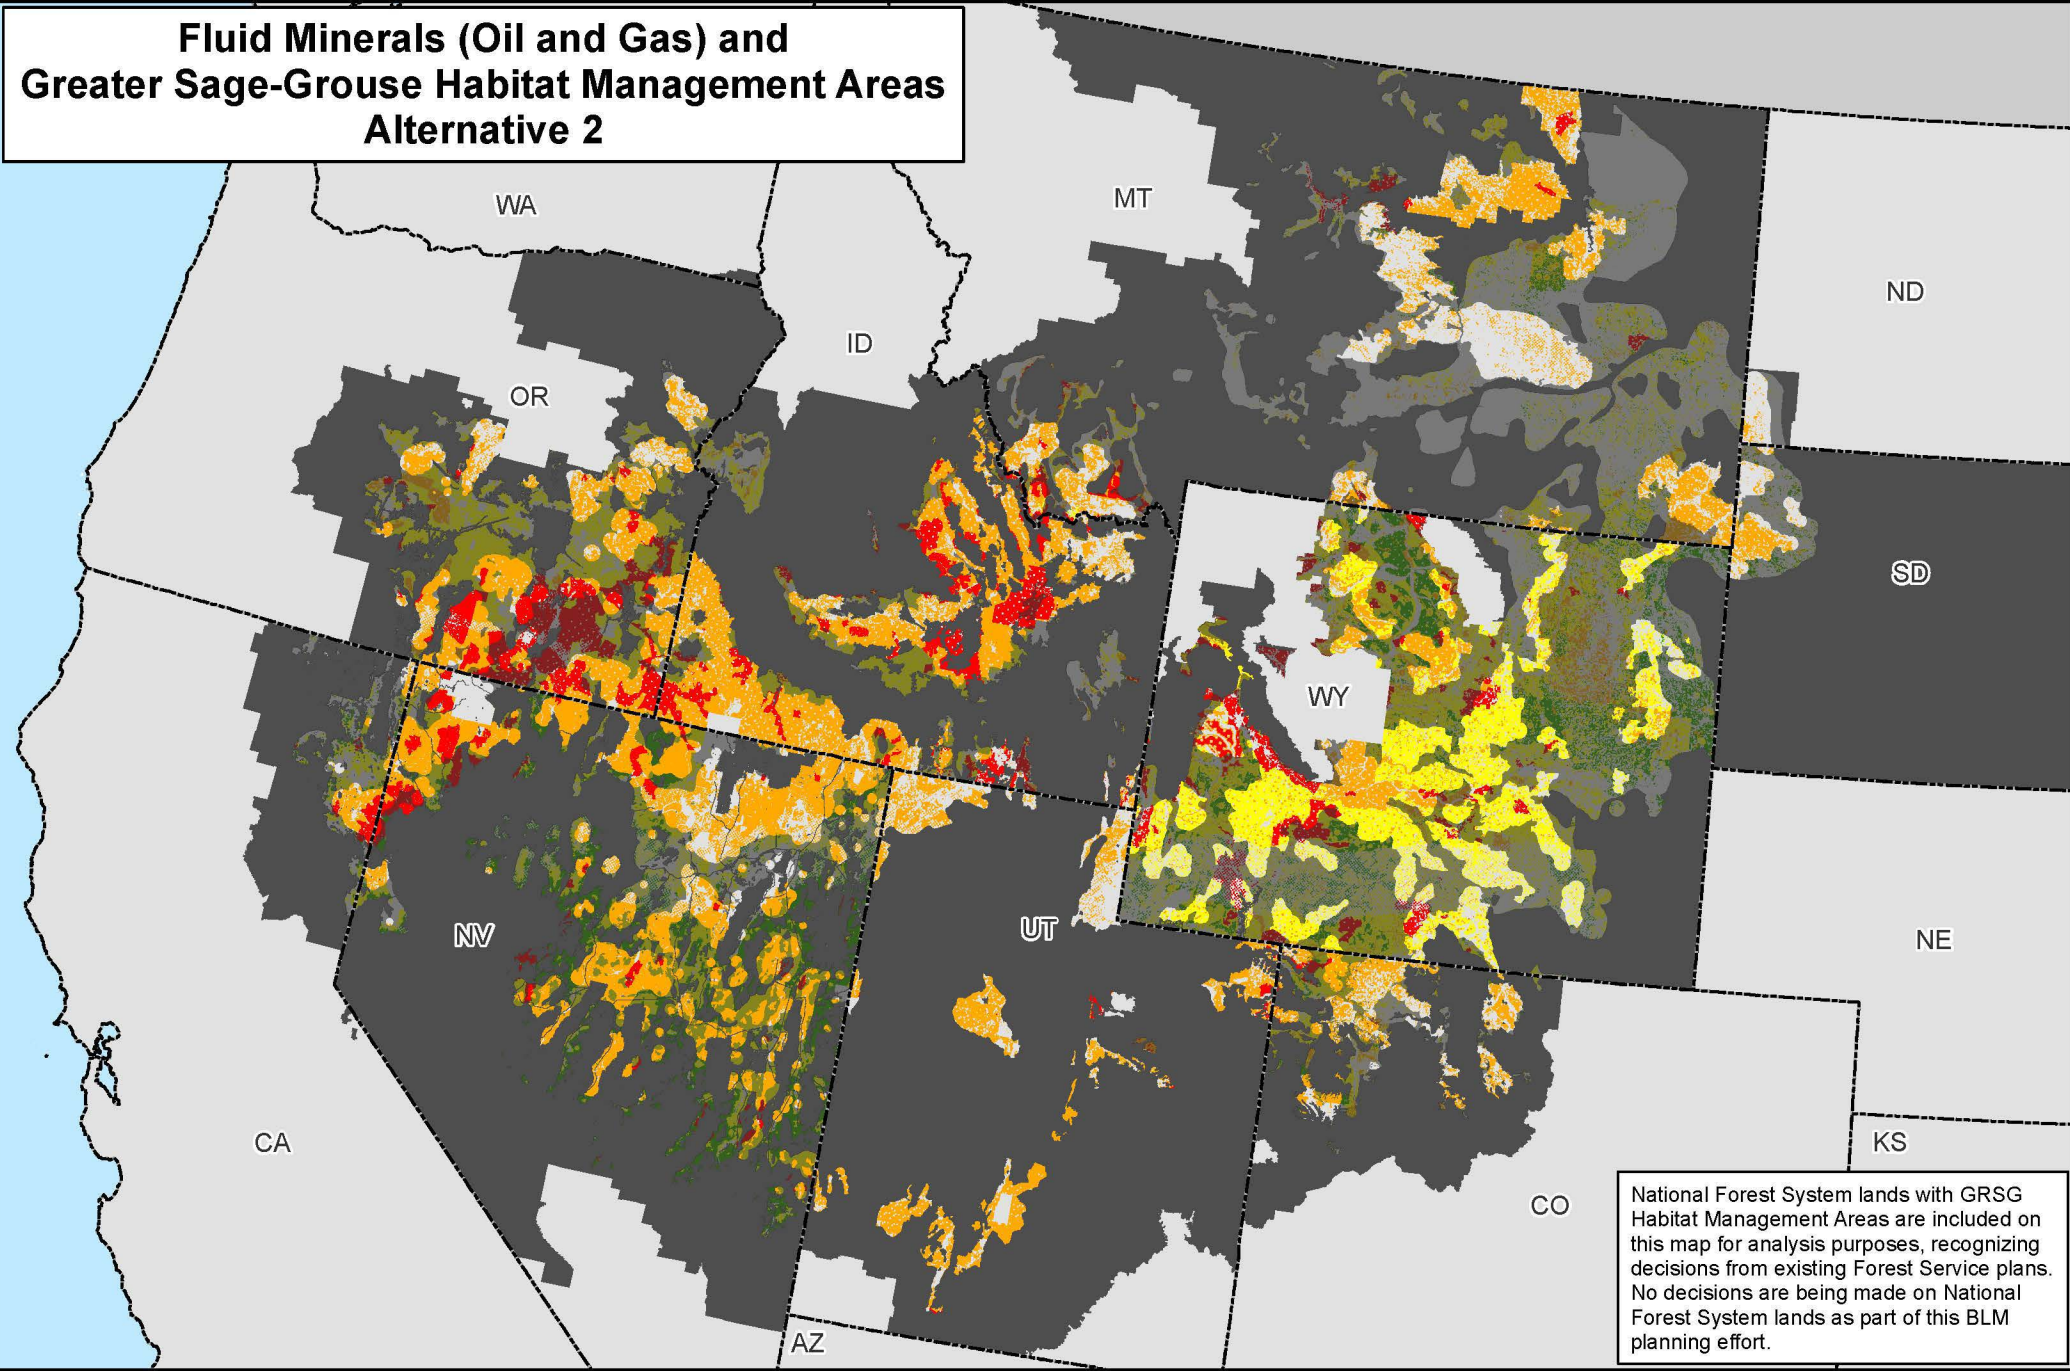 Fluid Minerals (Oil and Gas) and
Greater Sage-Grouse Habitat Management Areas
Alternative 2
WA
MT
ND
ID
OR
SD
WY
NV
UT
NE
CA
KS
CO
AZ
National Forest System lands with GRSG
Habitat Management Areas are included on
this map for analysis purposes, recognizing
decisions from existing Forest Service plans.
No decisions are being made on National
Forest System lands as part of this BLM
planning effort.